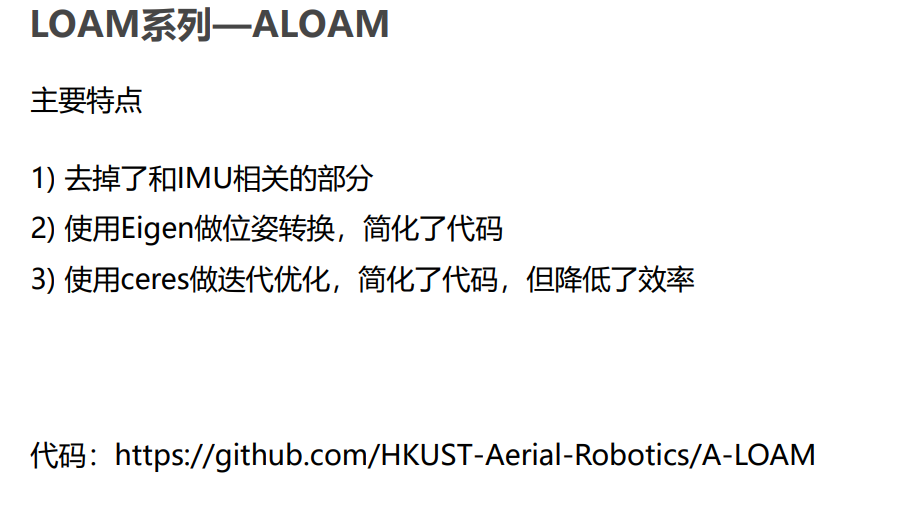 LOAM系列—ALOAM
主要特点
1) 去掉了和IMU相关的部分
2) 使用Eigen做位姿转换，简化了代码
3) 使用ceres做迭代优化，简化了代码，但降低了效率
代码：https://github.com/HKUST-Aerial-Robotics/A-LOAM